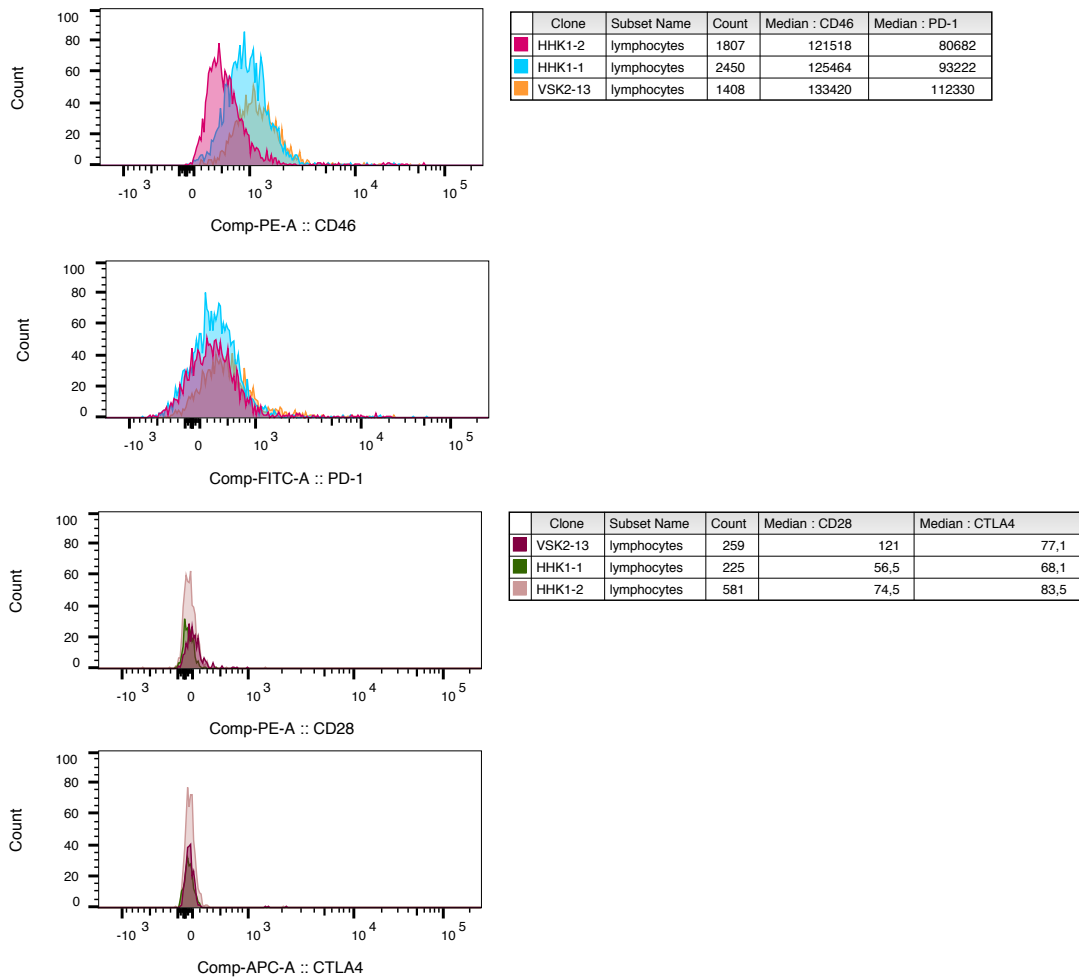 100
80
60
40
20
0
Count
-10 3 0 10 3 10 4 10 5
Comp-PE-A :: CD46
Clone Subset Name Count Median : CD46 Median : PD-1
HHK1-2 lymphocytes 1807 121518 80682
HHK1-1 lymphocytes 2450 125464 93222
VSK2-13 lymphocytes 1408 133420 112330
100
80
60
40
20
0
Count
-10 3 0 10 3 10 4 10 5
Comp-FITC-A :: PD-1
100
80
60
40
20
0
Count
-10 3 0 10 3 10 4 10 5
Comp-PE-A :: CD28
Clone Subset Name Count Median : CD28 Median : CTLA4
VSK2-13 lymphocytes 259 121 77,1
HHK1-1 lymphocytes 225 56,5 68,1
HHK1-2 lymphocytes 581 74,5 83,5
100
80
60
40
20
0
Count
-10 3 0 10 3 10 4 10 5
Comp-APC-A :: CTLA4